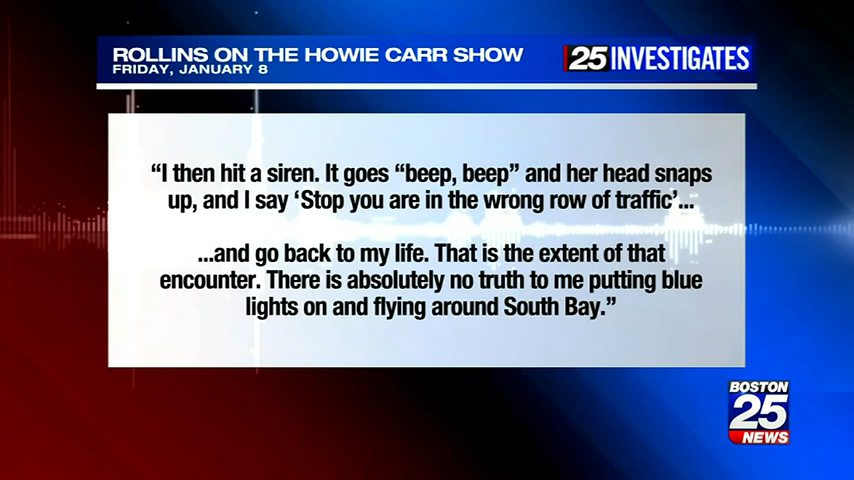 ROLLINS ON THE HOWIE CARR SHOW
FRIDAY, JANUARY 8
25 INVESTIGATES
“I then hit a siren. It goes “beep, beep” and her head snaps
up, and I say ‘Stop you are in the wrong row of traffic’...
...and go back to my life. That is the extent of that
encounter. There is absolutely no truth to me putting blue
lights on and flying around South Bay.”
BOSTON
25
NEWS